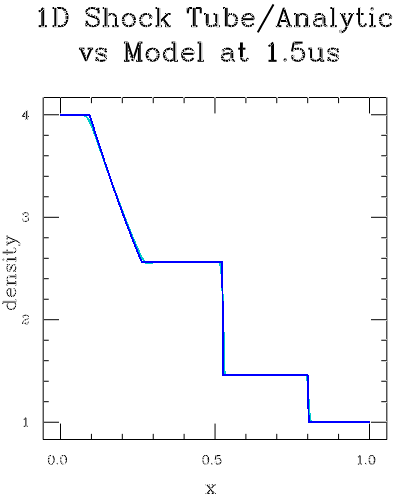 1D Shock Tube/Analytic
vs Model at 1.5us
4
3
2
1
density
0.0 0.5 1.0
x